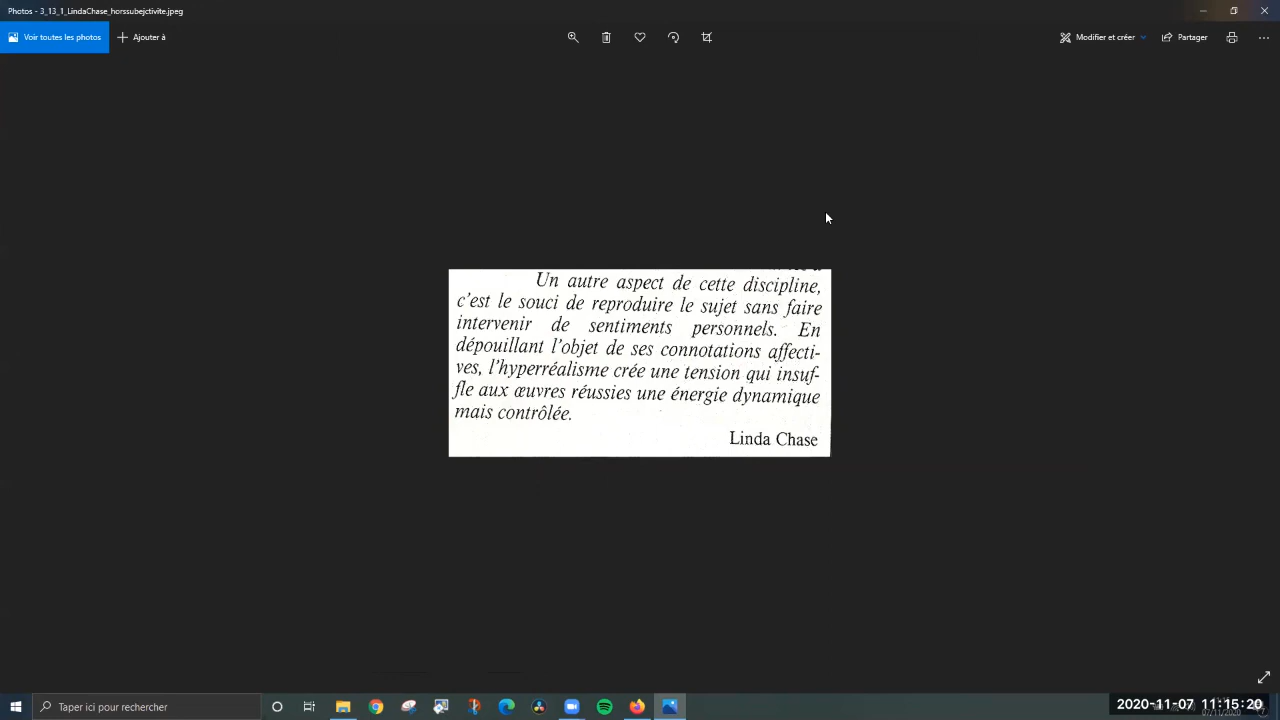 Photos - 3_13_1_LindaChase_horssubejctivite.jpeg
Voir toutes les photos
Ajouter à
Modifier et créer
Partager
Un autre aspect de cette discipline,
c'est le souci de reproduire le sujet sans faire
intervenir de sentiments personnels. En
dépouillant l'objet de ses connotations affecti-
ves, l'hyperréalisme crée une tension qui insuf-
fle aux œuvres réussies une énergie dynamique
mais contrôlée.
Linda Chase
Taper ici pour rechercher
2020-11-07 11:15:20